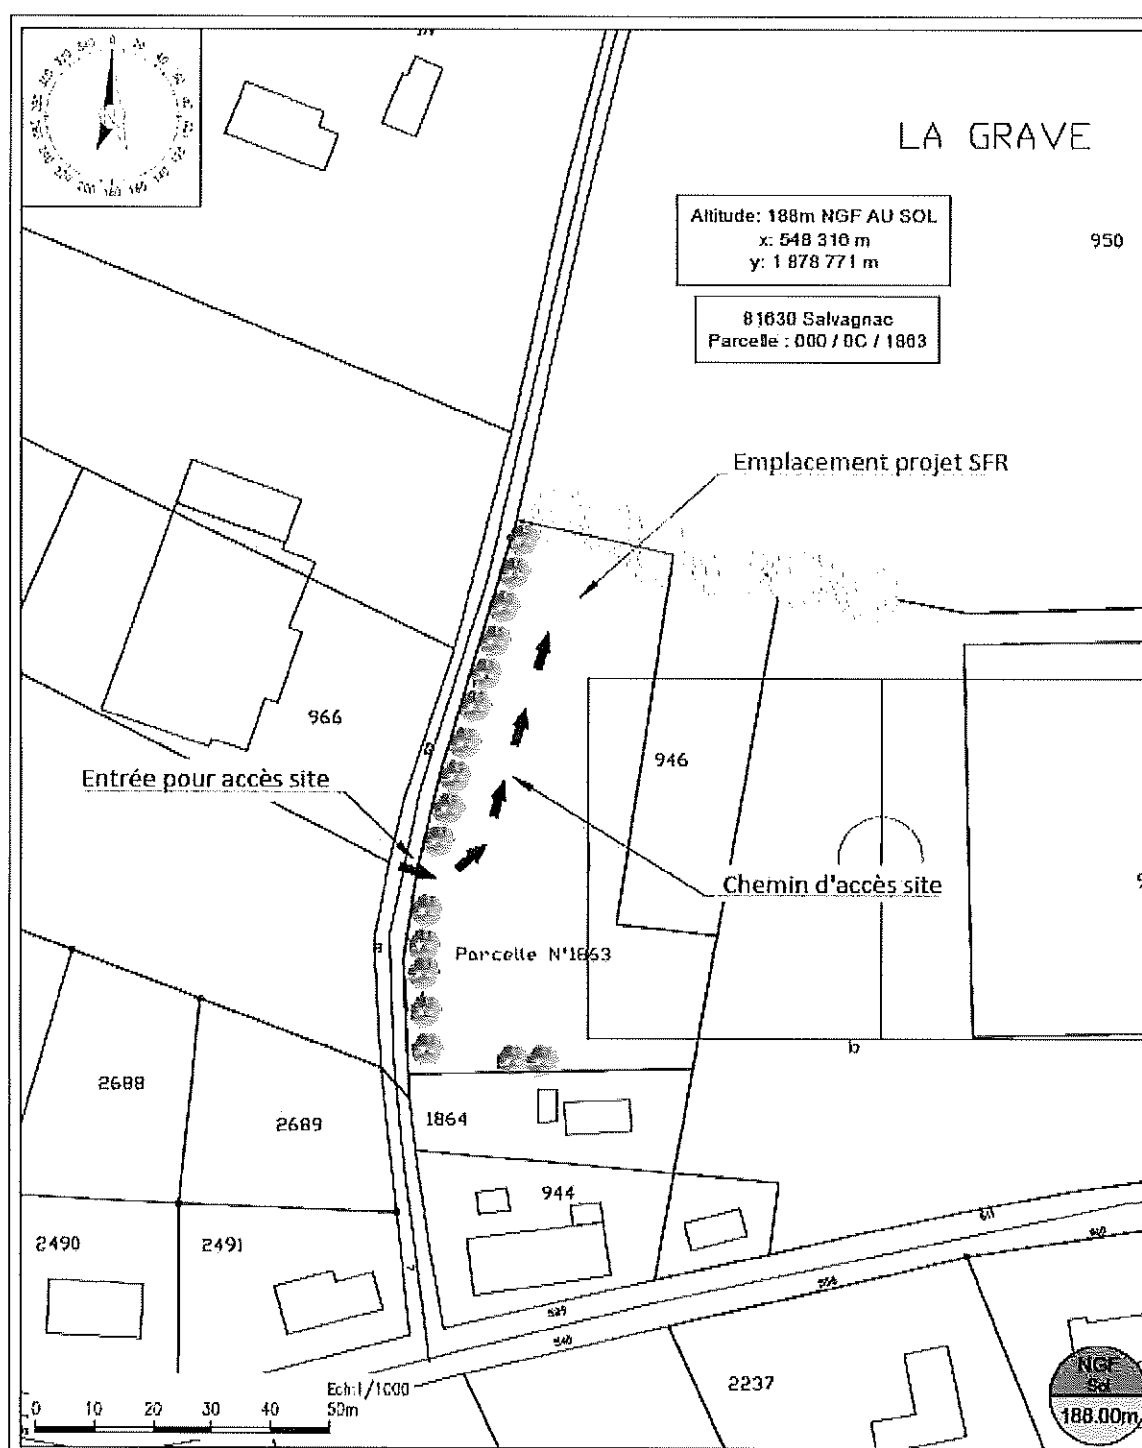 LA GRAVE
Altitude: 188m NGF AU SOL
x: 548 316 m
y: 1 878 771 m
950
81630 Salvagnac
Parcelle : 000 / 0C / 1863
Emplacement projet SFR
966
946
Entrée pour accès site
Chemin d'accès site
Parcelle N°1863
b
2688
2689
1864
944
2490
2491
2237
Ech:1/1000
0 10 20 30 40 50m
NGF
Sol
188.00m